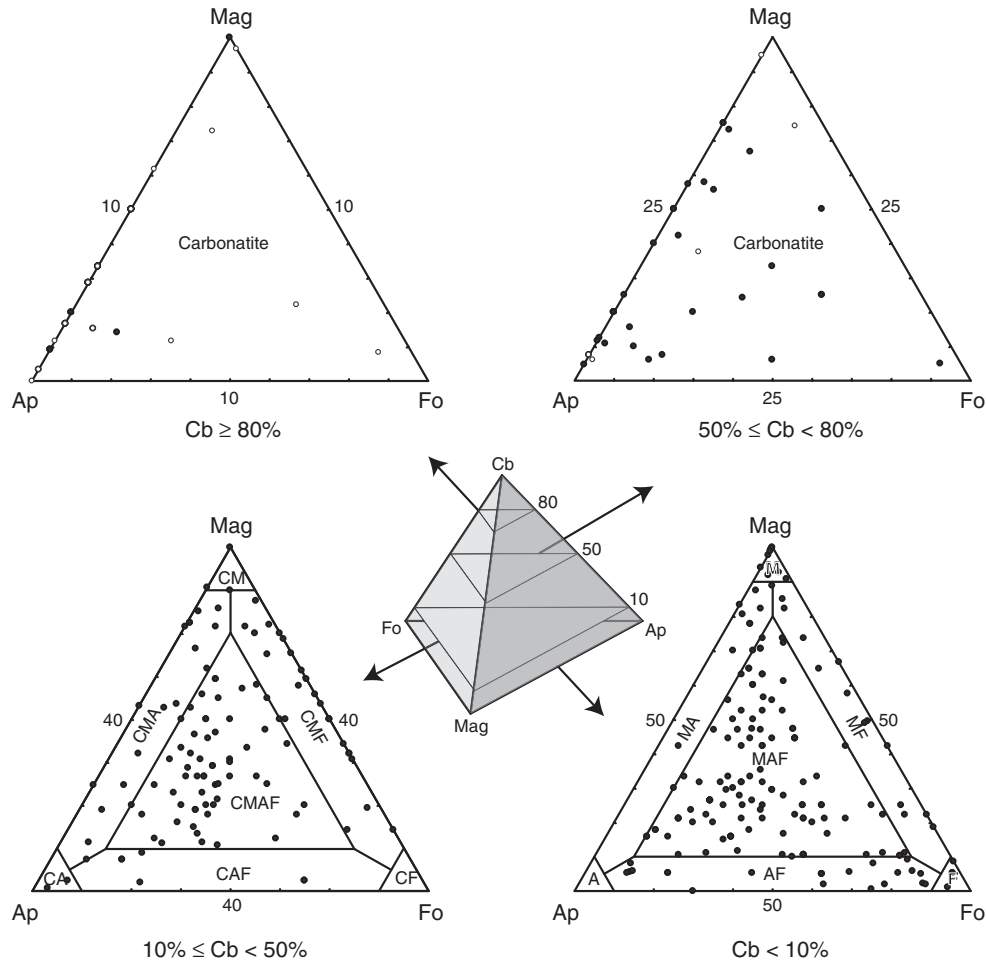 Mag
10
10
Carbonatite
Ap
10
Fo
Cb ≥ 80%
Mag
25
25
Carbonatite
Ap
25
Fo
50% ≤ Cb < 80%
Cb
80
50
10
Fo
Ap
Mag
Mag
CM
40
CMA
CMF
40
CMAF
CA
CAF
CF
Ap
40
Fo
10% ≤ Cb < 50%
Mag
M
50
MA
MF
50
MAF
A
AF
F
Ap
50
Fo
Cb < 10%